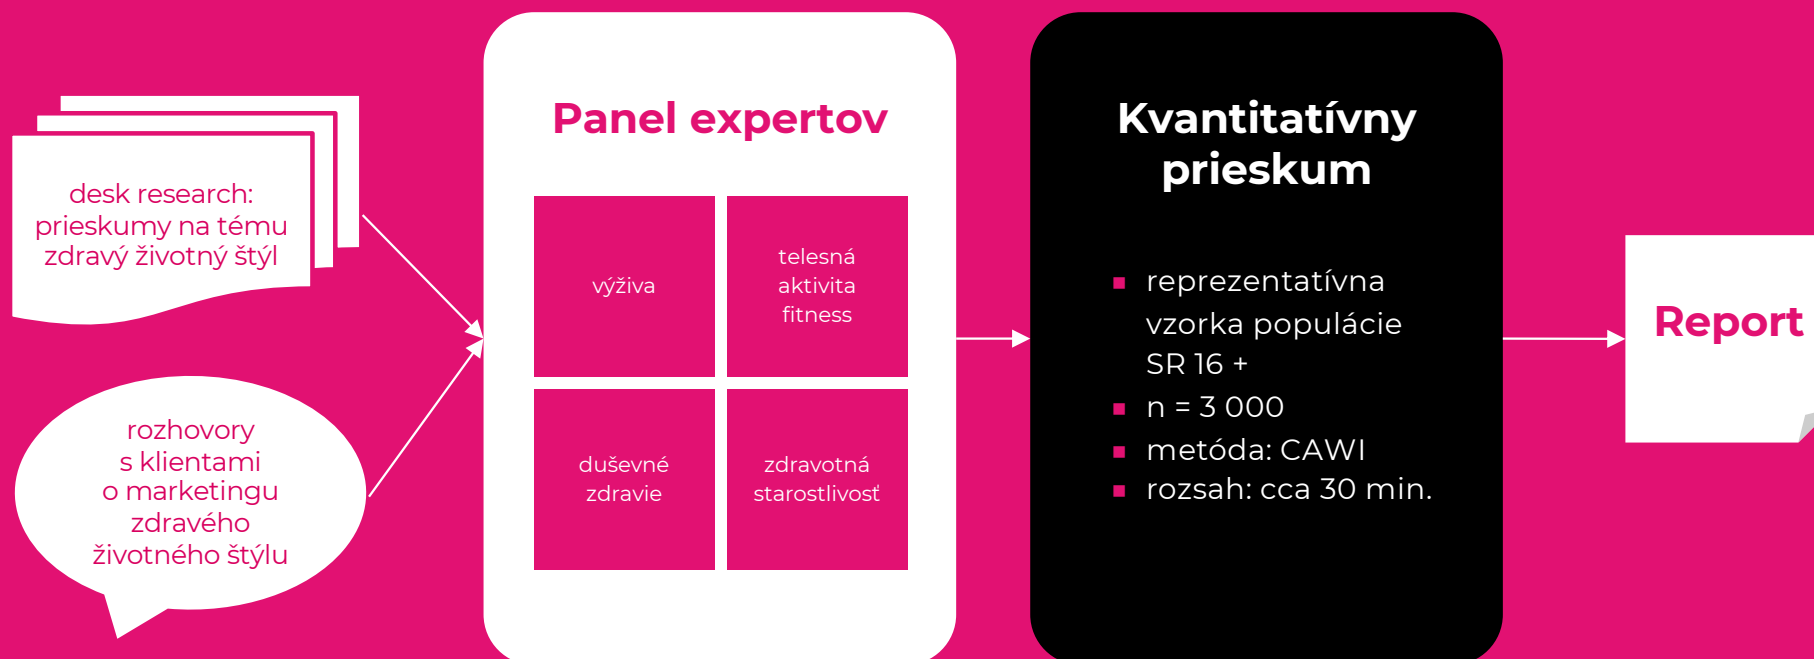 desk research:
prieskumy na tému
zdravý životný štýl
rozhovory
s klientami
o marketingu
zdravého
životného štýlu
Panel expertov
výživa
telesná
aktivita
fitness
duševné
zdravie
zdravotná
starostlivosť
Kvantitatívny
prieskum
reprezentatívna
vzorka populácie
SR 16 +
n = 3 000
metóda: CAWI
rozsah: cca 30 min.
Report